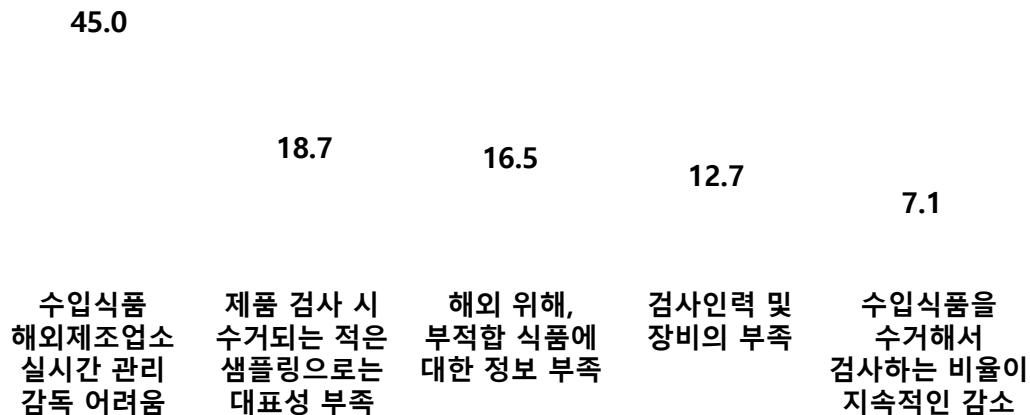 45.0
18.7
16.5
12.7
7.1
수입식품
해외제조업소
실시간 관리
감독 어려움
제품 검사 시
수거되는 적은
샘플링으로는
대표성 부족
해외 위해,
부적합 식품에
대한 정보 부족
검사인력 및
장비의 부족
수입식품을
수거해서
검사하는 비율이
지속적인 감소